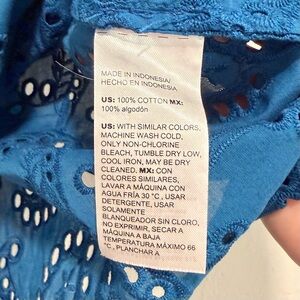 MADE IN INDONESIA/
HECHO EN INDONESIA
US: 100% COTTON MX:
100% algodón
US: WITH SIMILAR COLORS,
MACHINE WASH COLD,
ONLY NON-CHLORINE
BLEACH, TUMBLE DRY LOW,
COOL IRON, MAY BE DRY
CLEANED. MX: CON
COLORES SIMILARES,
LAVAR A MÁQUINA CON
AGUA FRÍA 30 °C , USAR
DETERGENTE, USAR
SOLAMENTE
BLANQUEADOR SIN CLORO,
NO EXPRIMIR, SECAR A
MÁQUINA A BAJA
TEMPERATURA MÁXIMO 66
°C , PLANCHAR A